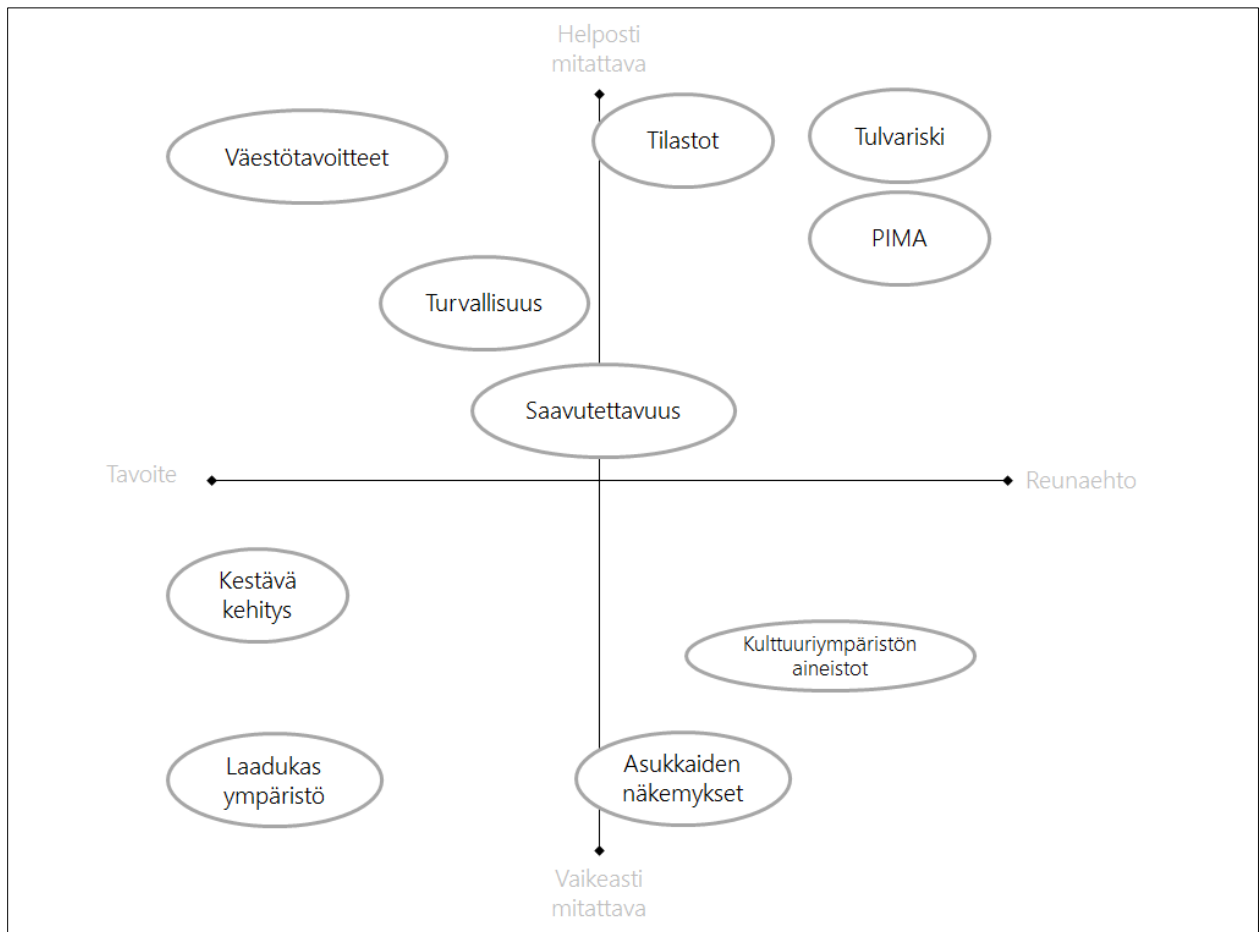 Helposti
mitattava
Väestötavoitteet
Tilastot
Tulvariski
PIMA
Turvallisuus
Saavutettavuus
Tavoite
Reunaehto
Kestävä
kehitys
Kulttuuriympäristön
aineistot
Laadukas
ympäristö
Asukkaiden
näkemykset
Vaikeasti
mitattava